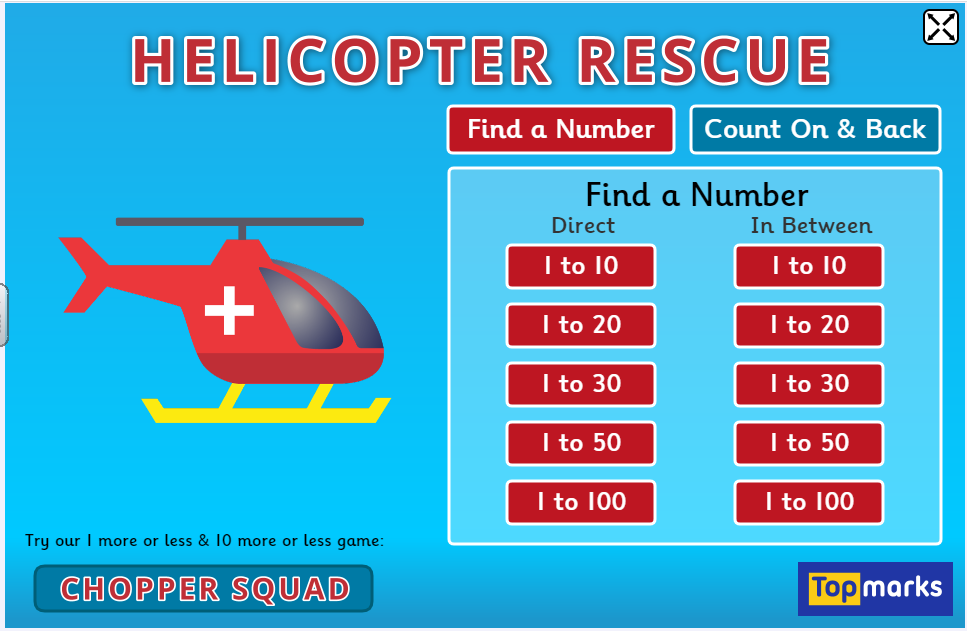 HELICOPTER RESCUE
Find a Number
Count On & Back
Find a Number
Direct
In Between
1 to 10
1 to 10
1 to 20
1 to 20
1 to 30
1 to 30
1 to 50
1 to 50
1 to 100
1 to 100
Try our 1 more or less & 10 more or less game:
CHOPPER SQUAD
Topmarks